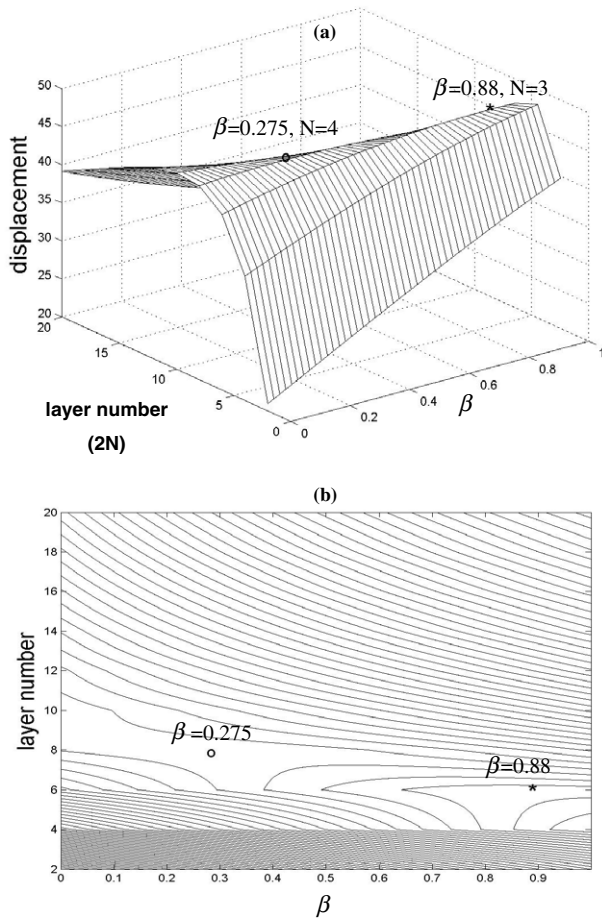 (a)
50
45
40
35
30
25
20
displacement
β=0.88, N=3
β=0.275, N=4
20
15
10
5
0
layer number
(2N)
0
0.2
0.4
0.6
0.8
1
β
(b)
20
18
16
14
12
10
8
6
4
2
layer number
β=0.275
β=0.88
0 0.1 0.2 0.3 0.4 0.5 0.6 0.7 0.8 0.9
β